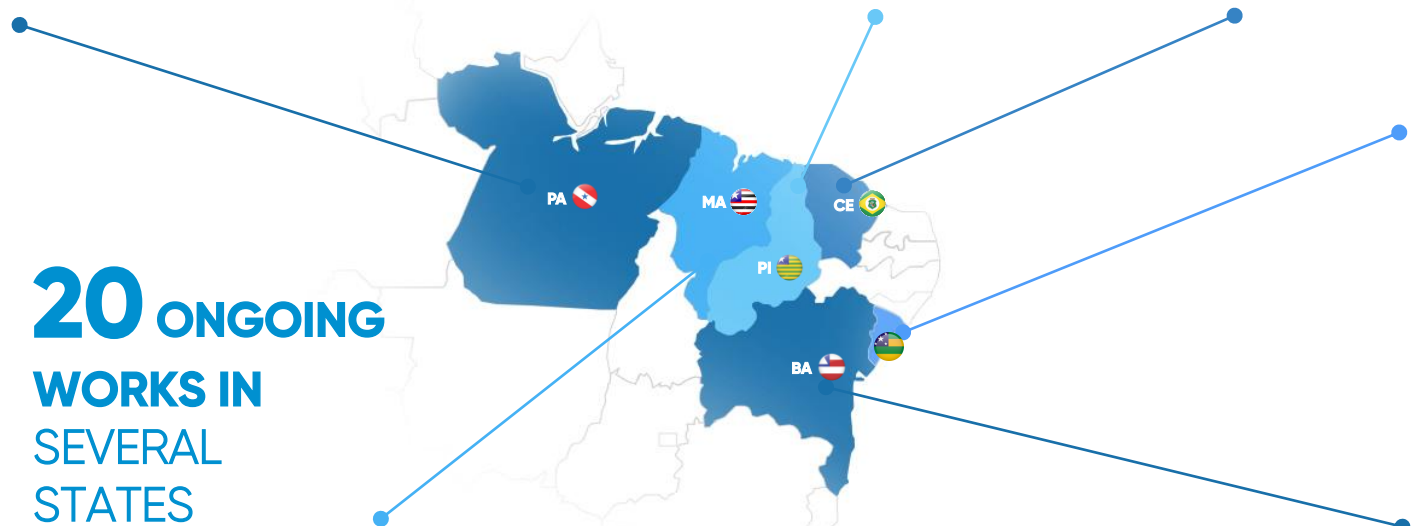 PA
MA
CE
PI
BA
20 ONGOING
WORKS IN
SEVERAL
STATES